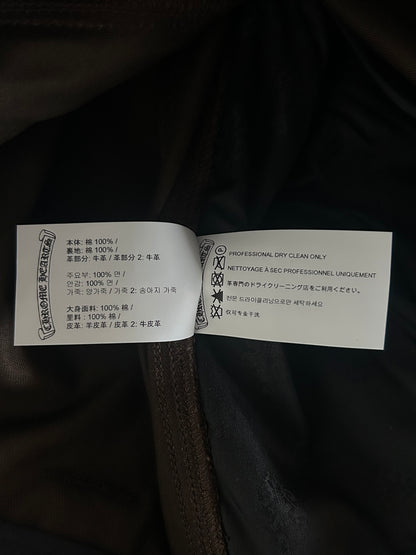 CHROME HEARTS
本体: 棉 100% /
裏地: 棉 100% /
革部分: 牛革 / 革部分 2: 牛革
주요부: 100% 면 /
안감: 100% 면 /
가죽: 양가죽 / 가죽 2: 송아지 가죽
大身面料: 100% 棉 /
里料: 100% 棉 /
皮革: 羊皮革 / 皮革 2: 牛皮革
PROFESSIONAL DRY CLEAN ONLY
NETTOYAGE À SEC PROFESSIONNEL UNIQUEMENT
革専門のドライクリーニング店をご利用ください。
전문 드라이클리닝으로만 세탁하세요
仅可专业干洗